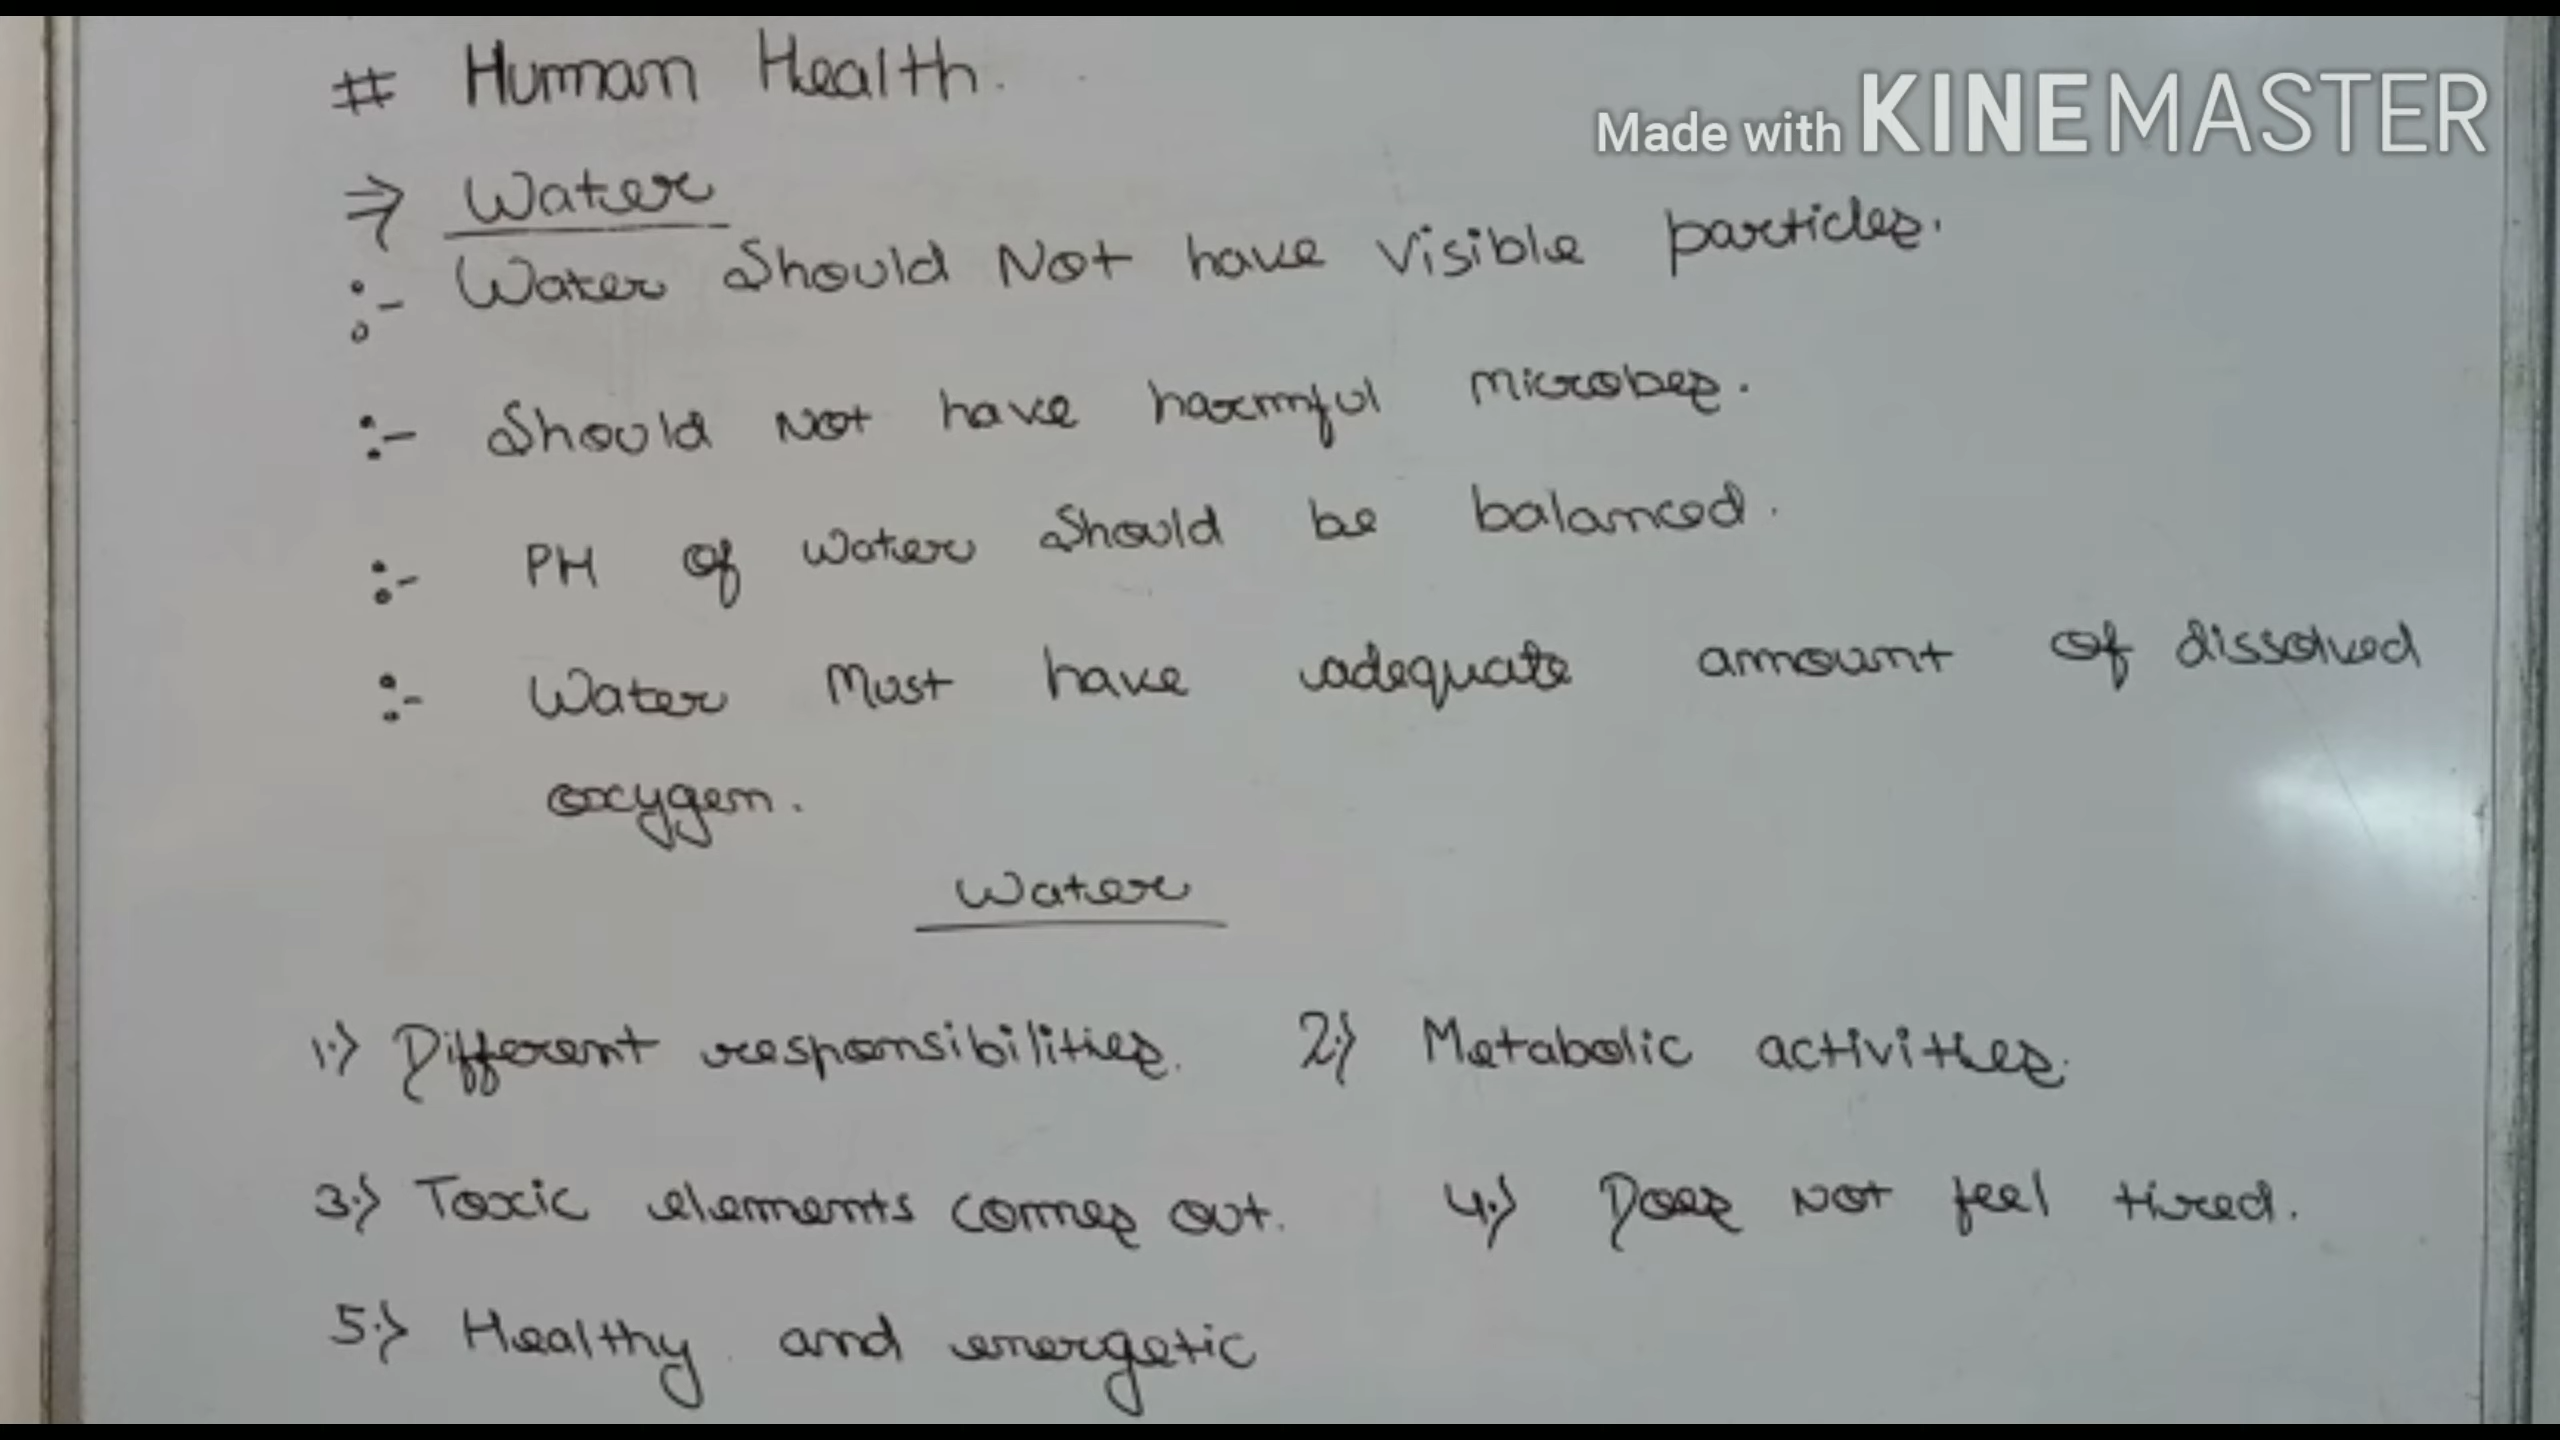 # Human Health.
Made with KINEMASTER
⇒ Water
:- Water Should Not have Visible particles.
:- Should Not have harmful microbes.
:- PH of water Should be balanced.
:- Water Must have adequate amount of dissolved
oxygen.
Water
1.) Different responsibilities. 2.) Metabolic activities.
3.) Toxic elements comes out. 4.) Does Not feel tired.
5.) Healthy and energetic